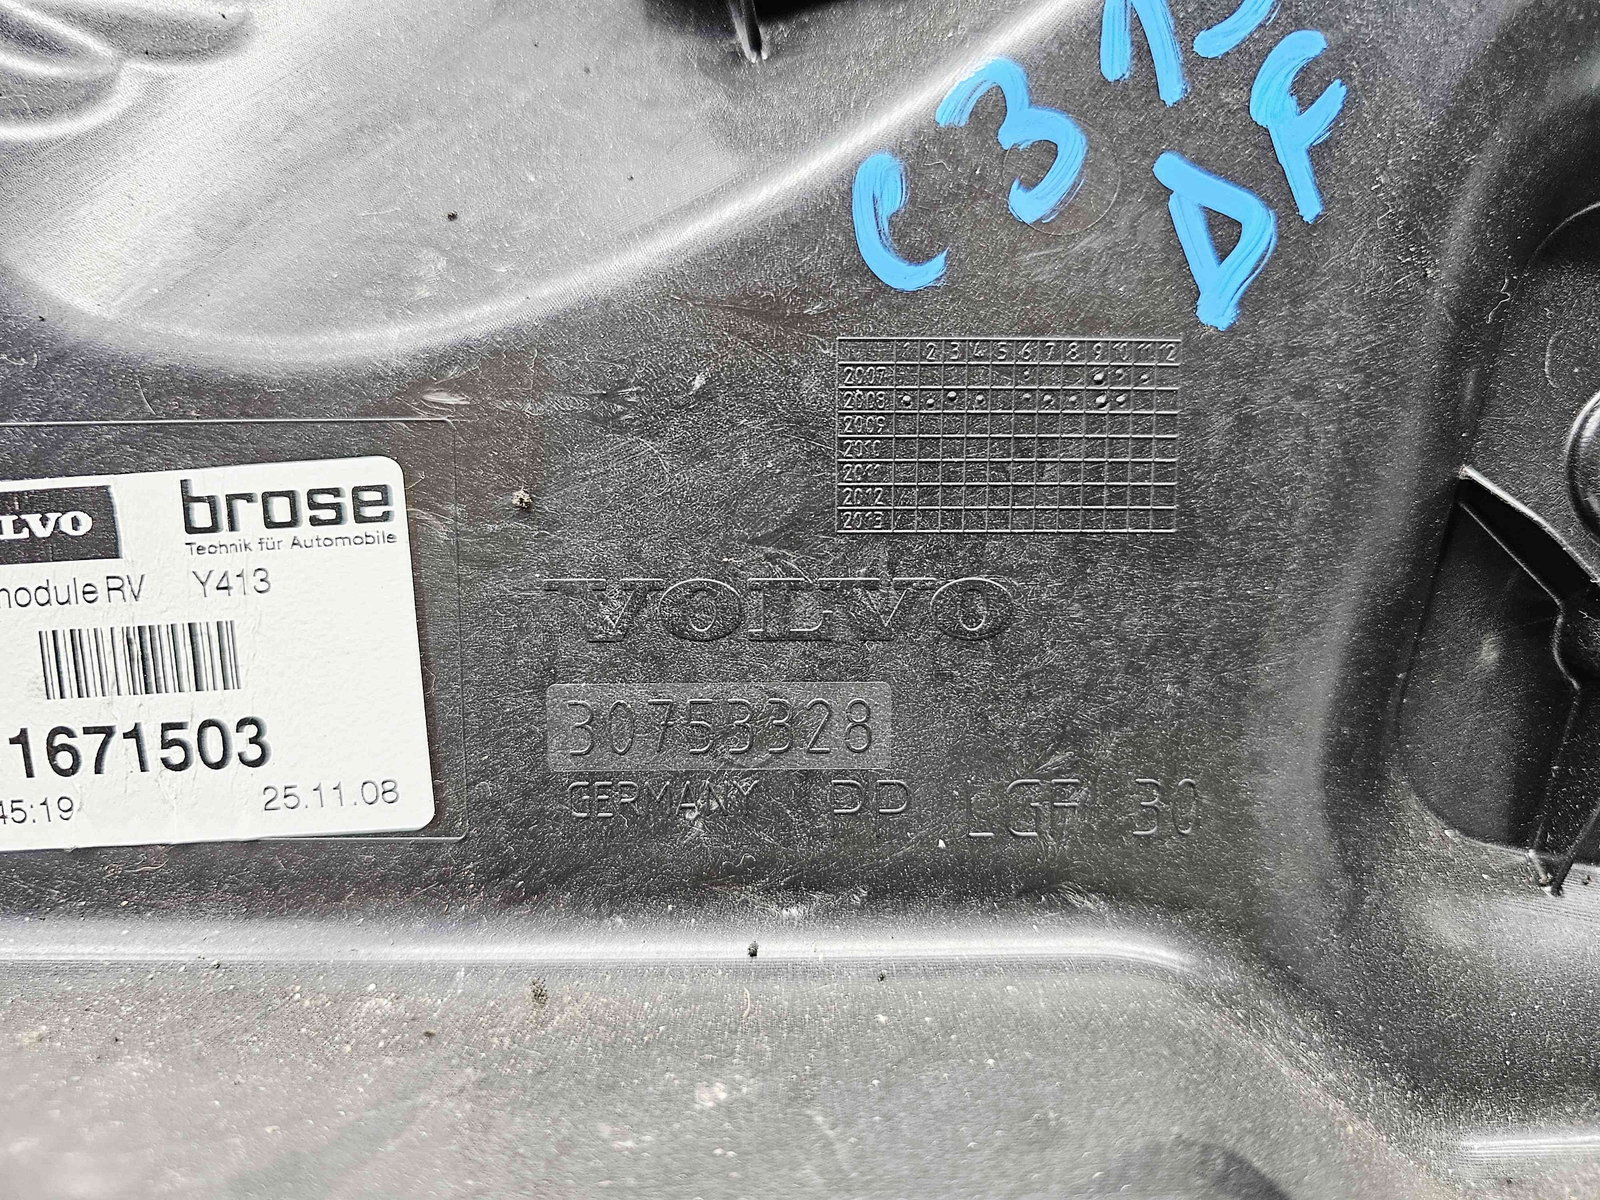 C 3
DF
1 2 3 4 5 6 7 8 9 10 11 12
2007
2008
2009
2010
2011
2012
2013
LVO brose
Technik für Automobile
module RV Y413
1671503
45:19 25.11.08
VOLVO
30753328
GERMANY PP LGF 30